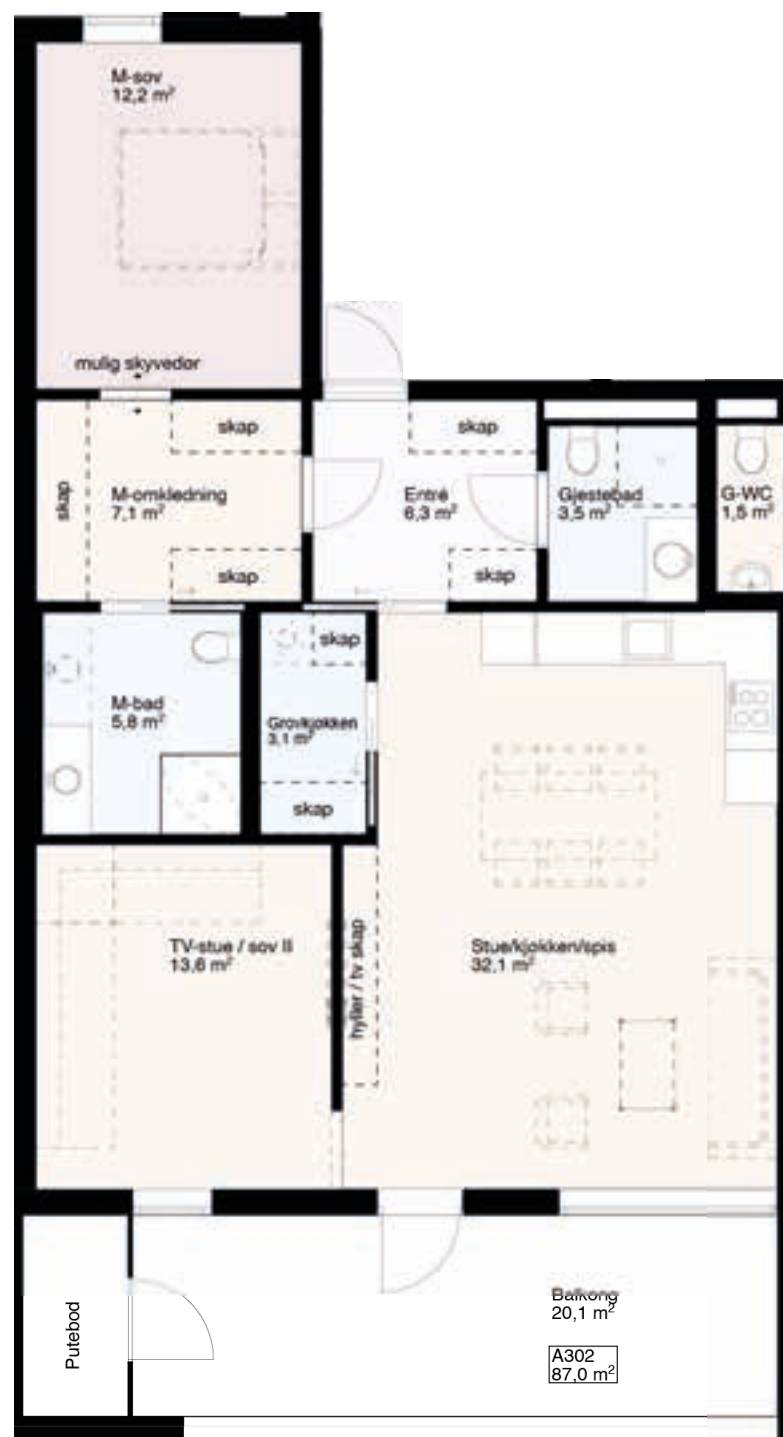 M-sov
12,2 m²
mulig skyvedør
skap
skap
skap
M-omkledning
7,1 m²
skap
skap
Entré
6,3 m²
skap
Gjestebad
3,5 m²
G-WC
1,5 m²
M-bad
5,8 m²
skap
Grovkjøkken
3,1 m²
skap
TV-stue / sov II
13,6 m²
hyller / tv skap
Stue/kjøkken/spis
32,1 m²
Putebod
Balkong
20,1 m²
A302
87,0 m²